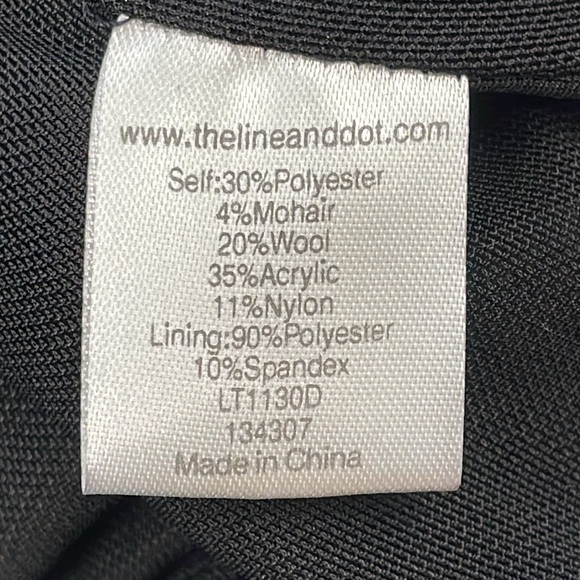 www.thelineanddot.com
Self:30%Polyester
4%Mohair
20%Wool
35%Acrylic
11%Nylon
Lining:90%Polyester
10%Spandex
LT1130D
134307
Made in China